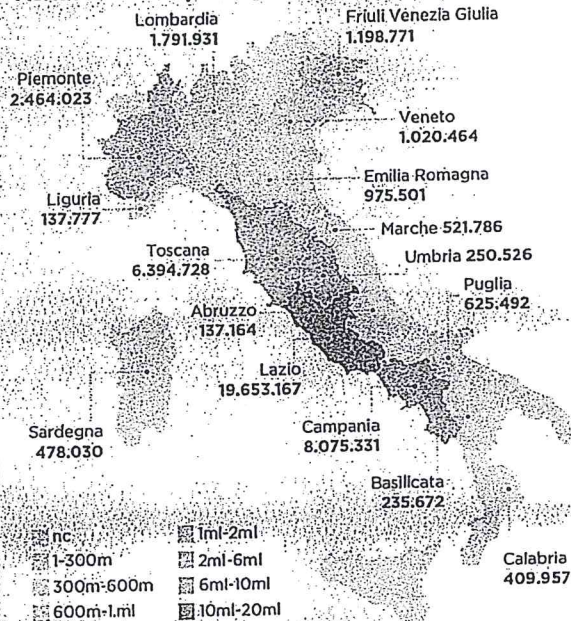 Lombardia
1.791.931
Friuli Venezia Giulia
1.198.771
Piemonte
2.464.023
Veneto
1.020.464
Emilia Romagna
975.501
Liguria
137.777
Marche 521.786
Toscana
6.394.728
Umbria 250.526
Puglia
625.492
Abruzzo
137.164
Lazio
19.653.167
Sardegna
478.030
Campania
8.075.331
Basilicata
235.672
Calabria
409.957
nc
1-300m
300m-600m
600m-1.ml
1ml-2ml
2ml-6ml
6ml-10ml
10ml-20ml